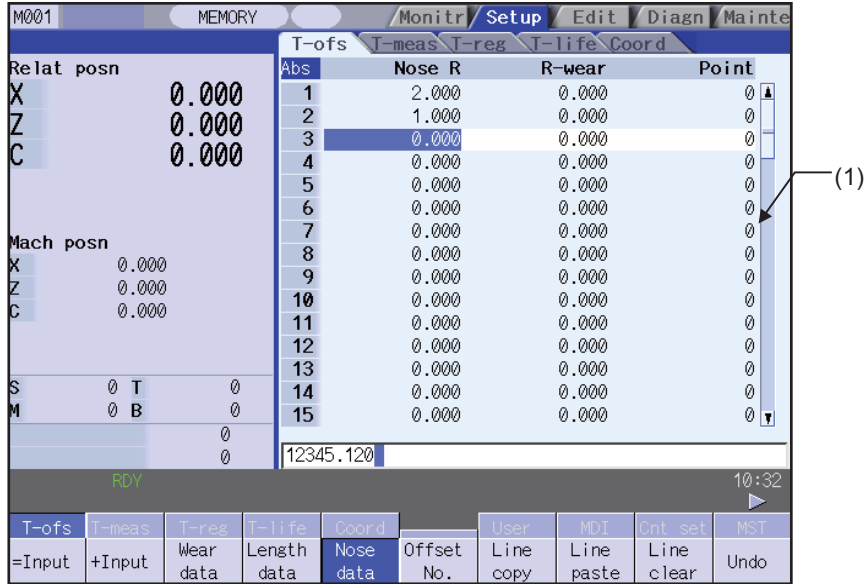 M001 MEMORY Monitr Setup Edit Diagn Mainte
T-ofs T-meas T-reg T-life Coord
Relat posn
X 0.000
Z 0.000
C 0.000
Mach posn
X 0.000
Z 0.000
C 0.000
S 0 T 0
M 0 B 0
0
0
Abs Nose R R-wear Point
1 2.000 0.000 0
2 1.000 0.000 0
3 0.000 0.000 0
4 0.000 0.000 0
5 0.000 0.000 0
6 0.000 0.000 0
7 0.000 0.000 0
8 0.000 0.000 0
9 0.000 0.000 0
10 0.000 0.000 0
11 0.000 0.000 0
12 0.000 0.000 0
13 0.000 0.000 0
14 0.000 0.000 0
15 0.000 0.000 0
12345.120
(1)
RDY 10:32
T-ofs T-meas T-reg T-life Coord User MDI Cnt set MST
=Input +Input Wear data Length data Nose data Offset No. Line copy Line paste Line clear Undo